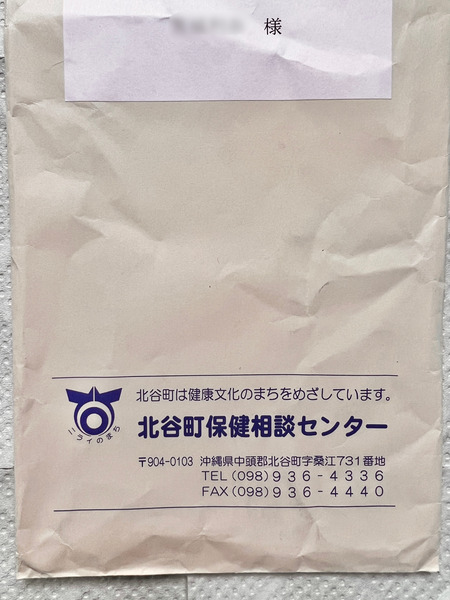 様
北谷町は健康文化のまちをめざしています。
ニライのまち
北谷町保健相談センター
〒904-0103 沖縄県中頭郡北谷町字桑江731番地
TEL(098)936-4336
FAX(098)936-4440